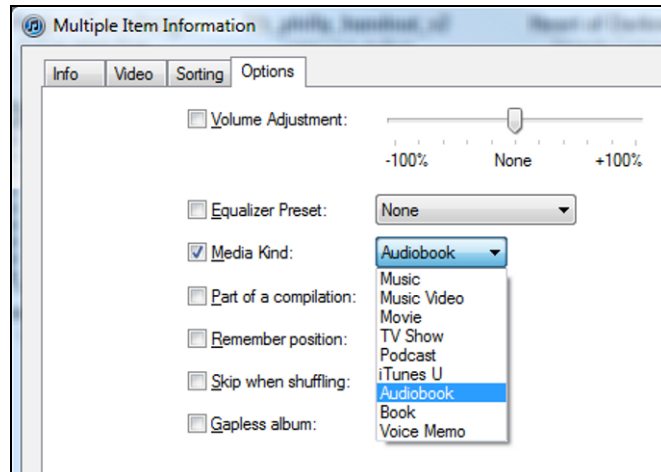 Multiple Item Information
Info Video Sorting Options
Volume Adjustment:
-100% None +100%
Equalizer Preset: None
Media Kind: Audiobook
Music
Music Video
Part of a compilation:
Movie
TV Show
Remember position:
Podcast
iTunes U
Skip when shuffling:
Audiobook
Book
Gapless album:
Voice Memo